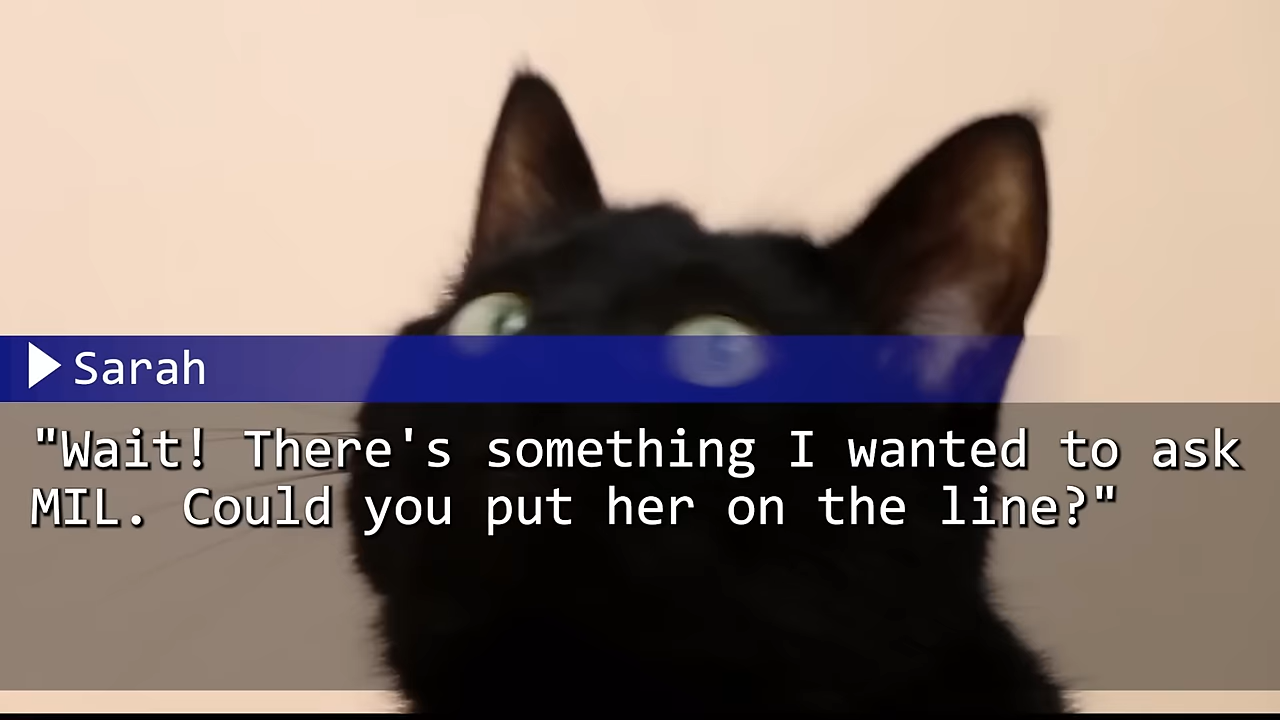 Sarah
"Wait! There's something I wanted to ask
MIL. Could you put her on the line?"